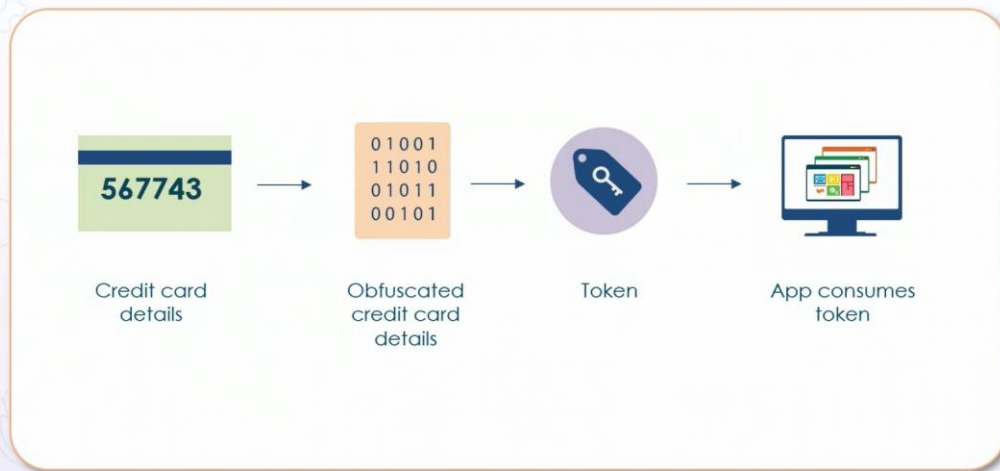 567743
01001
11010
01011
00101
Credit card
details
Obfuscated
credit card
details
Token
App consumes
token